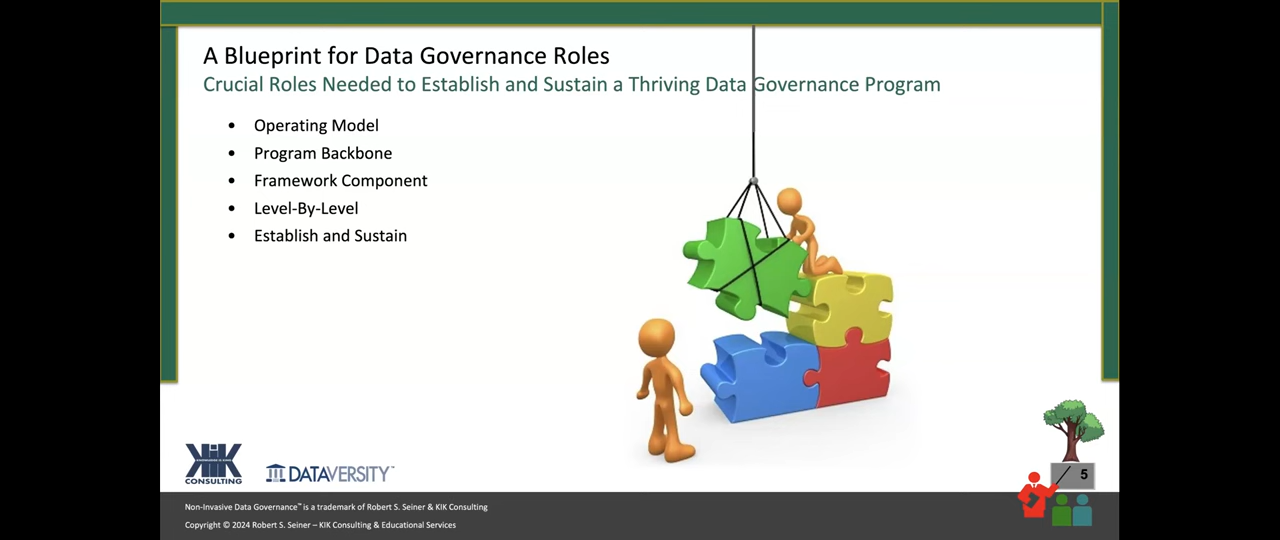 A Blueprint for Data Governance Roles
Crucial Roles Needed to Establish and Sustain a Thriving Data Governance Program
• Operating Model
• Program Backbone
• Framework Component
• Level-By-Level
• Establish and Sustain
KIK
CONSULTING
DATAVERSITY™
5
Non-Invasive Data Governance™ is a trademark of Robert S. Seiner & KIK Consulting
Copyright © 2024 Robert S. Seiner – KIK Consulting & Educational Services